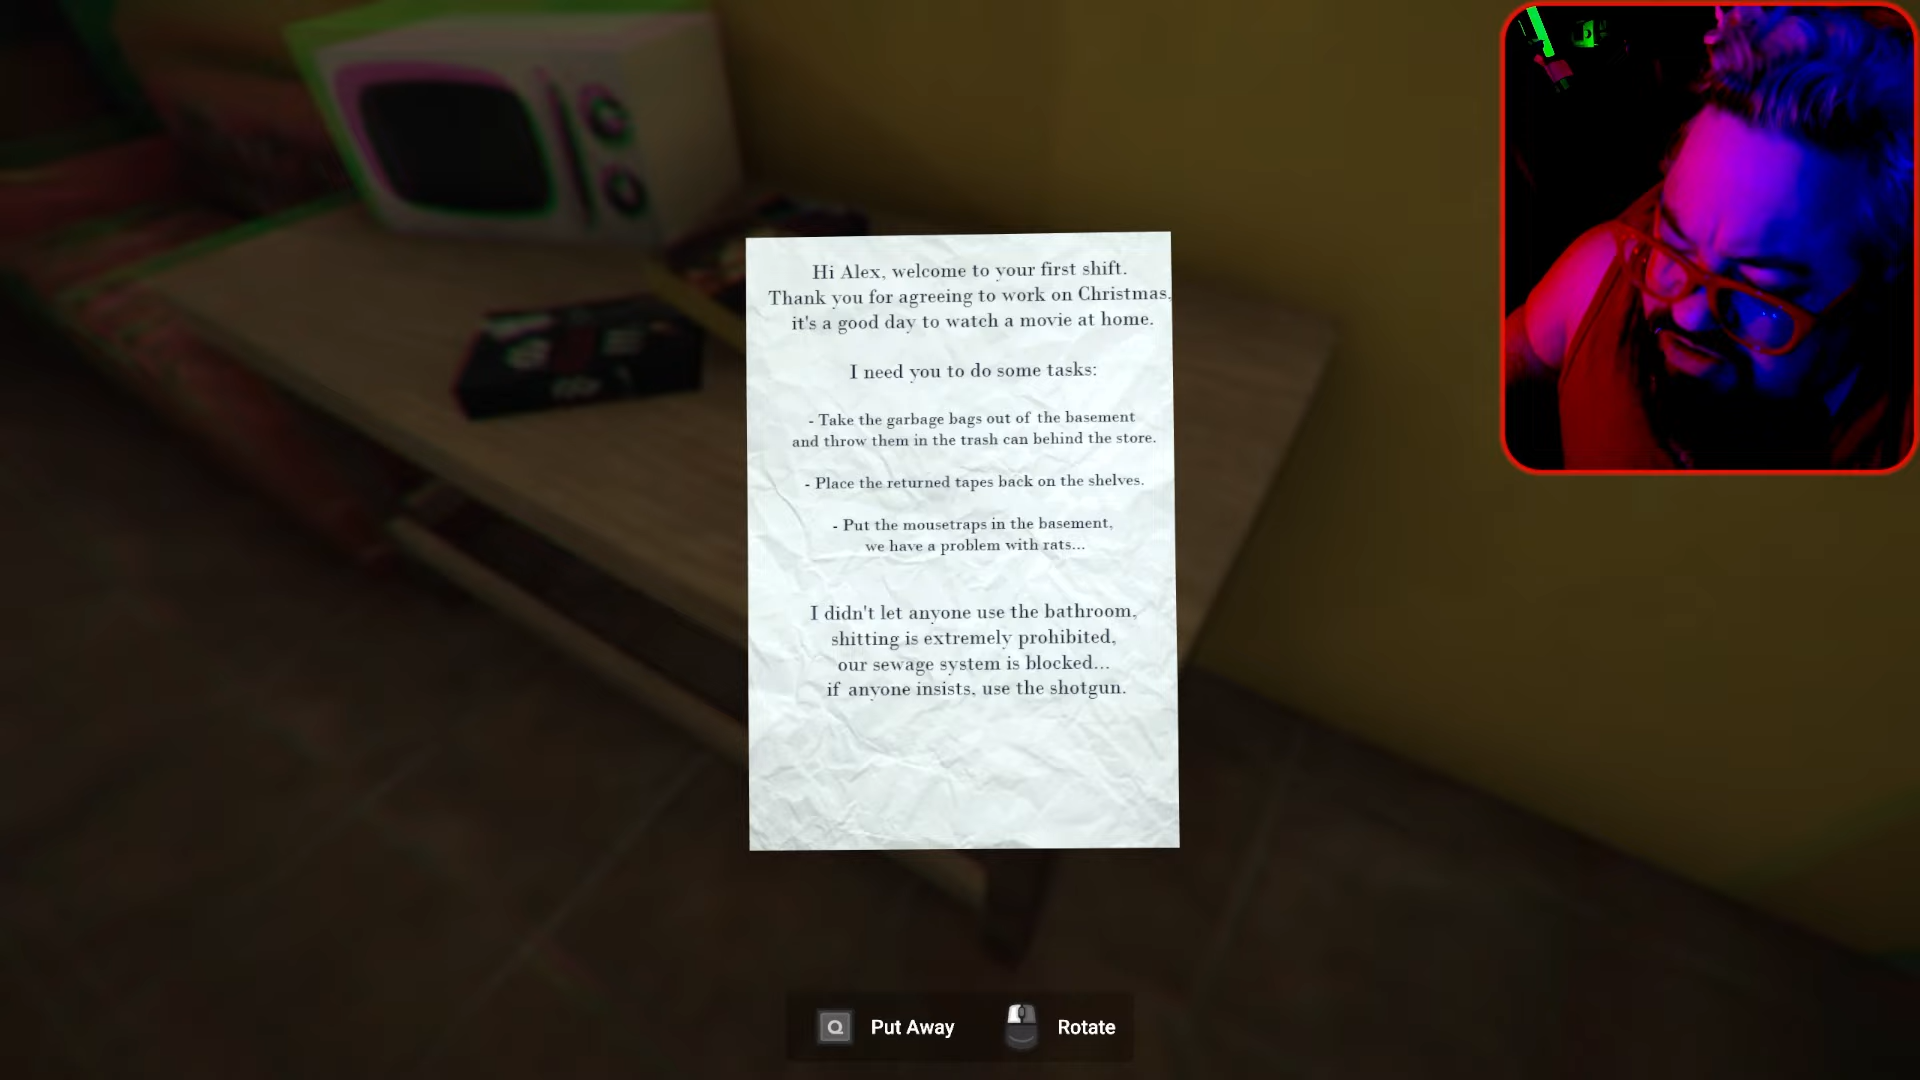 Hi Alex, welcome to your first shift.
Thank you for agreeing to work on Christmas,
it's a good day to watch a movie at home.
I need you to do some tasks:
- Take the garbage bags out of the basement
and throw them in the trash can behind the store.
- Place the returned tapes back on the shelves.
- Put the mousetraps in the basement,
we have a problem with rats...
I didn't let anyone use the bathroom,
shitting is extremely prohibited,
our sewage system is blocked...
if anyone insists, use the shotgun.
Q Put Away Rotate